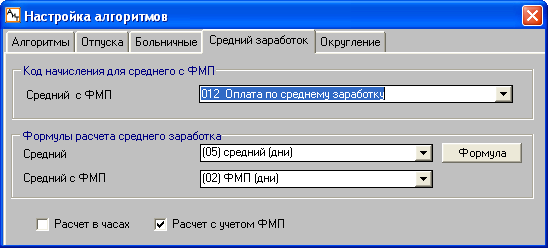 Настройка алгоритмов
Алгоритмы Отпуска Больничные Средний заработок Округление
Код начисления для среднего с ФМП
Средний с ФМП 012 Оплата по среднему заработку
Формулы расчета среднего заработка
Средний (05) средний (дни) Формула
Средний с ФМП (02) ФМП (дни)
Расчет в часах Расчет с учетом ФМП